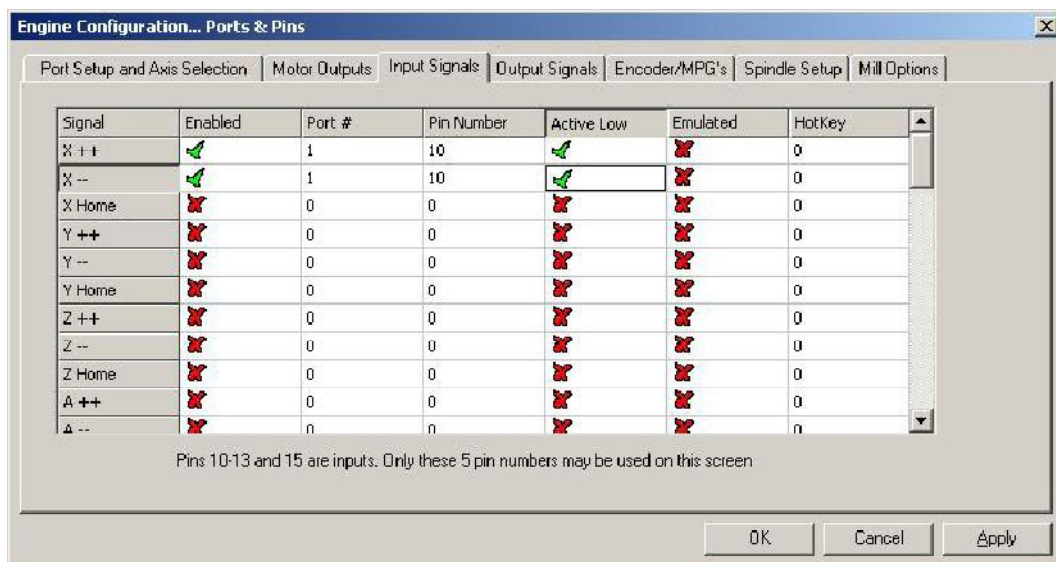 Engine Configuration... Ports & Pins
Port Setup and Axis Selection Motor Outputs Input Signals Output Signals Encoder/MPG's Spindle Setup Mill Options
Signal Enabled Port # Pin Number Active Low Emulated HotKey
X ++ 1 10 0
X -- 1 10 0
X Home 0 0 0
Y ++ 0 0 0
Y -- 0 0 0
Y Home 0 0 0
Z ++ 0 0 0
Z -- 0 0 0
Z Home 0 0 0
A ++ 0 0 0
A -- 0 0 0
Pins 10-13 and 15 are inputs. Only these 5 pin numbers may be used on this screen
OK Cancel Apply